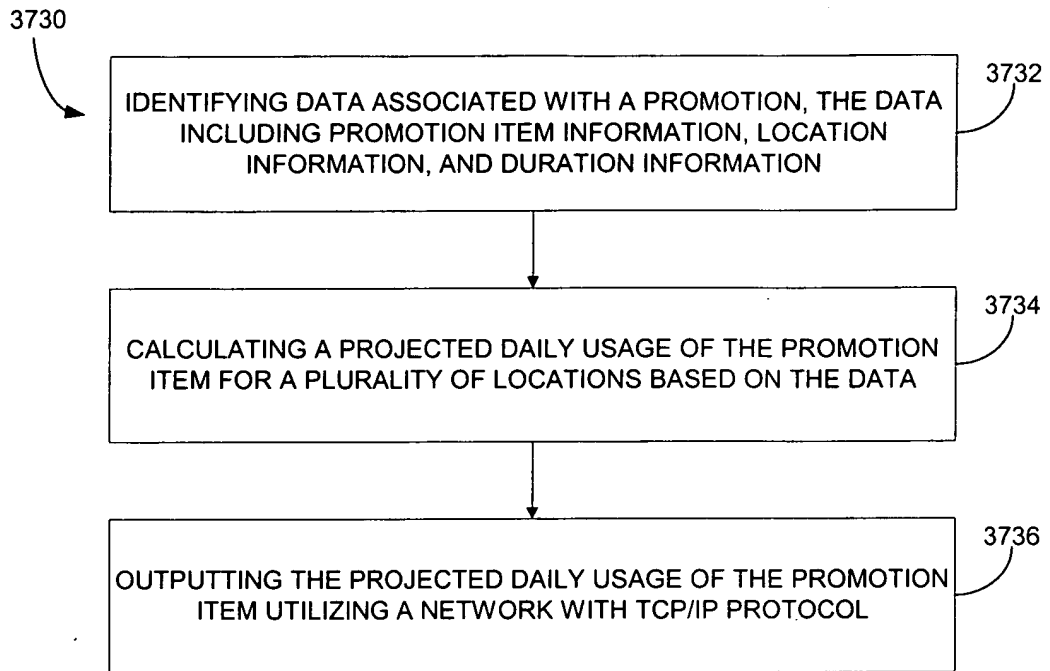 3730
3732
IDENTIFYING DATA ASSOCIATED WITH A PROMOTION, THE DATA
INCLUDING PROMOTION ITEM INFORMATION, LOCATION
INFORMATION, AND DURATION INFORMATION
3734
CALCULATING A PROJECTED DAILY USAGE OF THE PROMOTION
ITEM FOR A PLURALITY OF LOCATIONS BASED ON THE DATA
3736
OUTPUTTING THE PROJECTED DAILY USAGE OF THE PROMOTION
ITEM UTILIZING A NETWORK WITH TCP/IP PROTOCOL